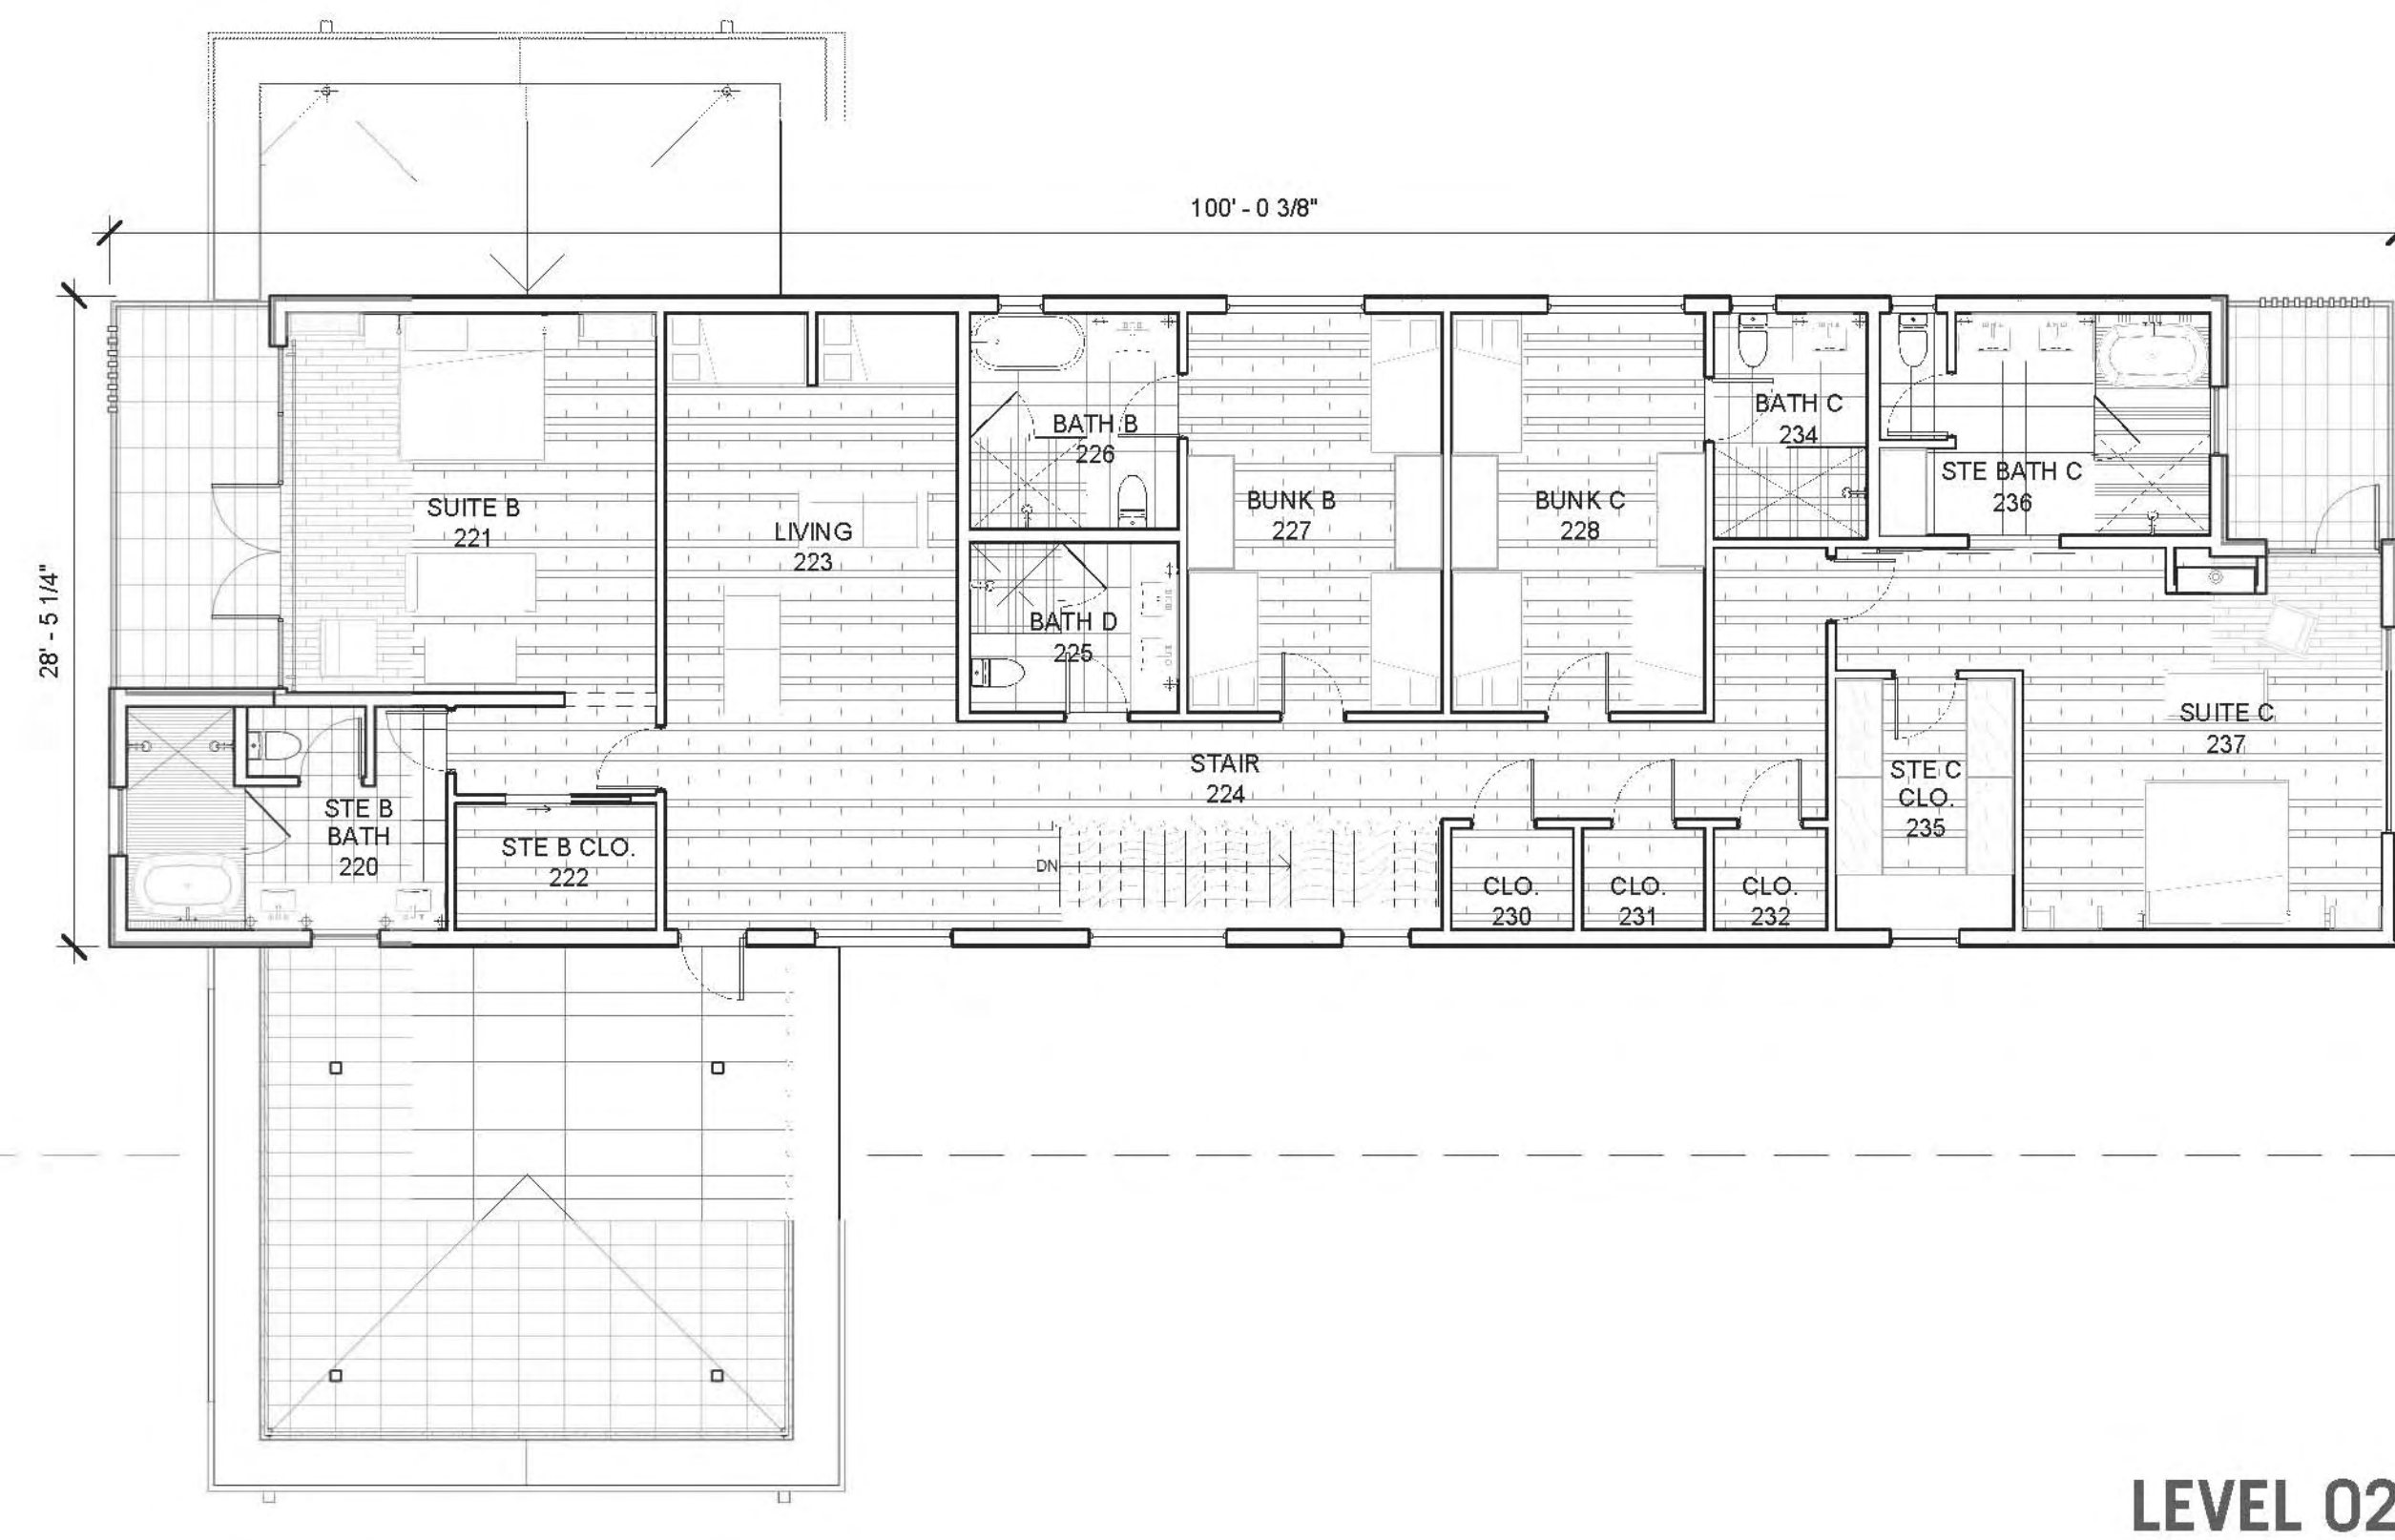 100' - 0 3/8"
28' - 5 1/4"
SUITE B
221
LIVING
223
BATH B
226
BATH D
225
BUNK B
227
BUNK C
228
BATH C
234
STE BATH C
236
SUITE C
237
STE C
CLO.
235
STAIR
224
DN
STE B
BATH
220
STE B CLO.
222
CLO.
230
CLO.
231
CLO.
232
LEVEL 02